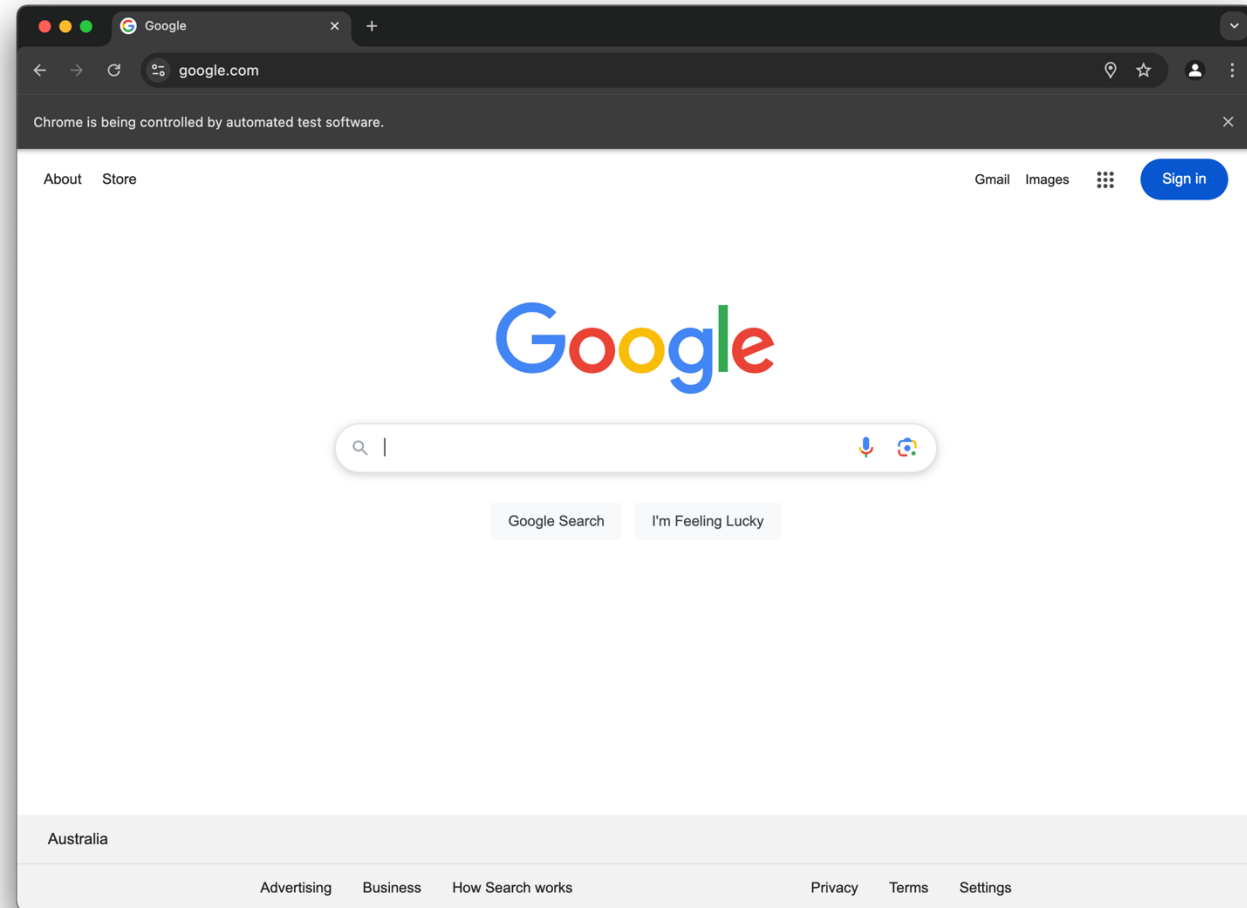 Google
google.com
Chrome is being controlled by automated test software.
About Store Gmail Images Sign in
Google
Google Search I'm Feeling Lucky
Australia
Advertising Business How Search works Privacy Terms Settings